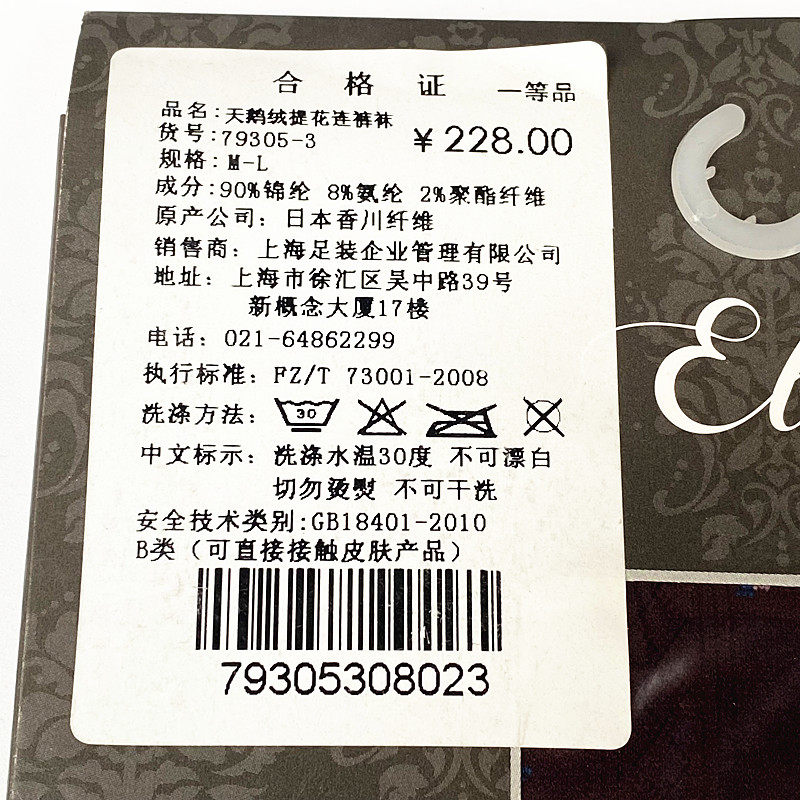 合格证 一等品
品名:天鹅绒提花连裤袜
货号:79305-3
¥228.00
规格:M-L
成分:90%锦纶 8%氨纶 2%聚酯纤维
原产公司:日本香川纤维
销售商:上海足装企业管理有限公司
地址:上海市徐汇区吴中路39号
新概念大厦17楼
电话:021-64862299
执行标准:FZ/T 73001-2008
洗涤方法:30
中文标示:洗涤水温30度 不可漂白
切勿烫熨 不可干洗
安全技术类别:GB18401-2010
B类（可直接接触皮肤产品）
79305308023
El